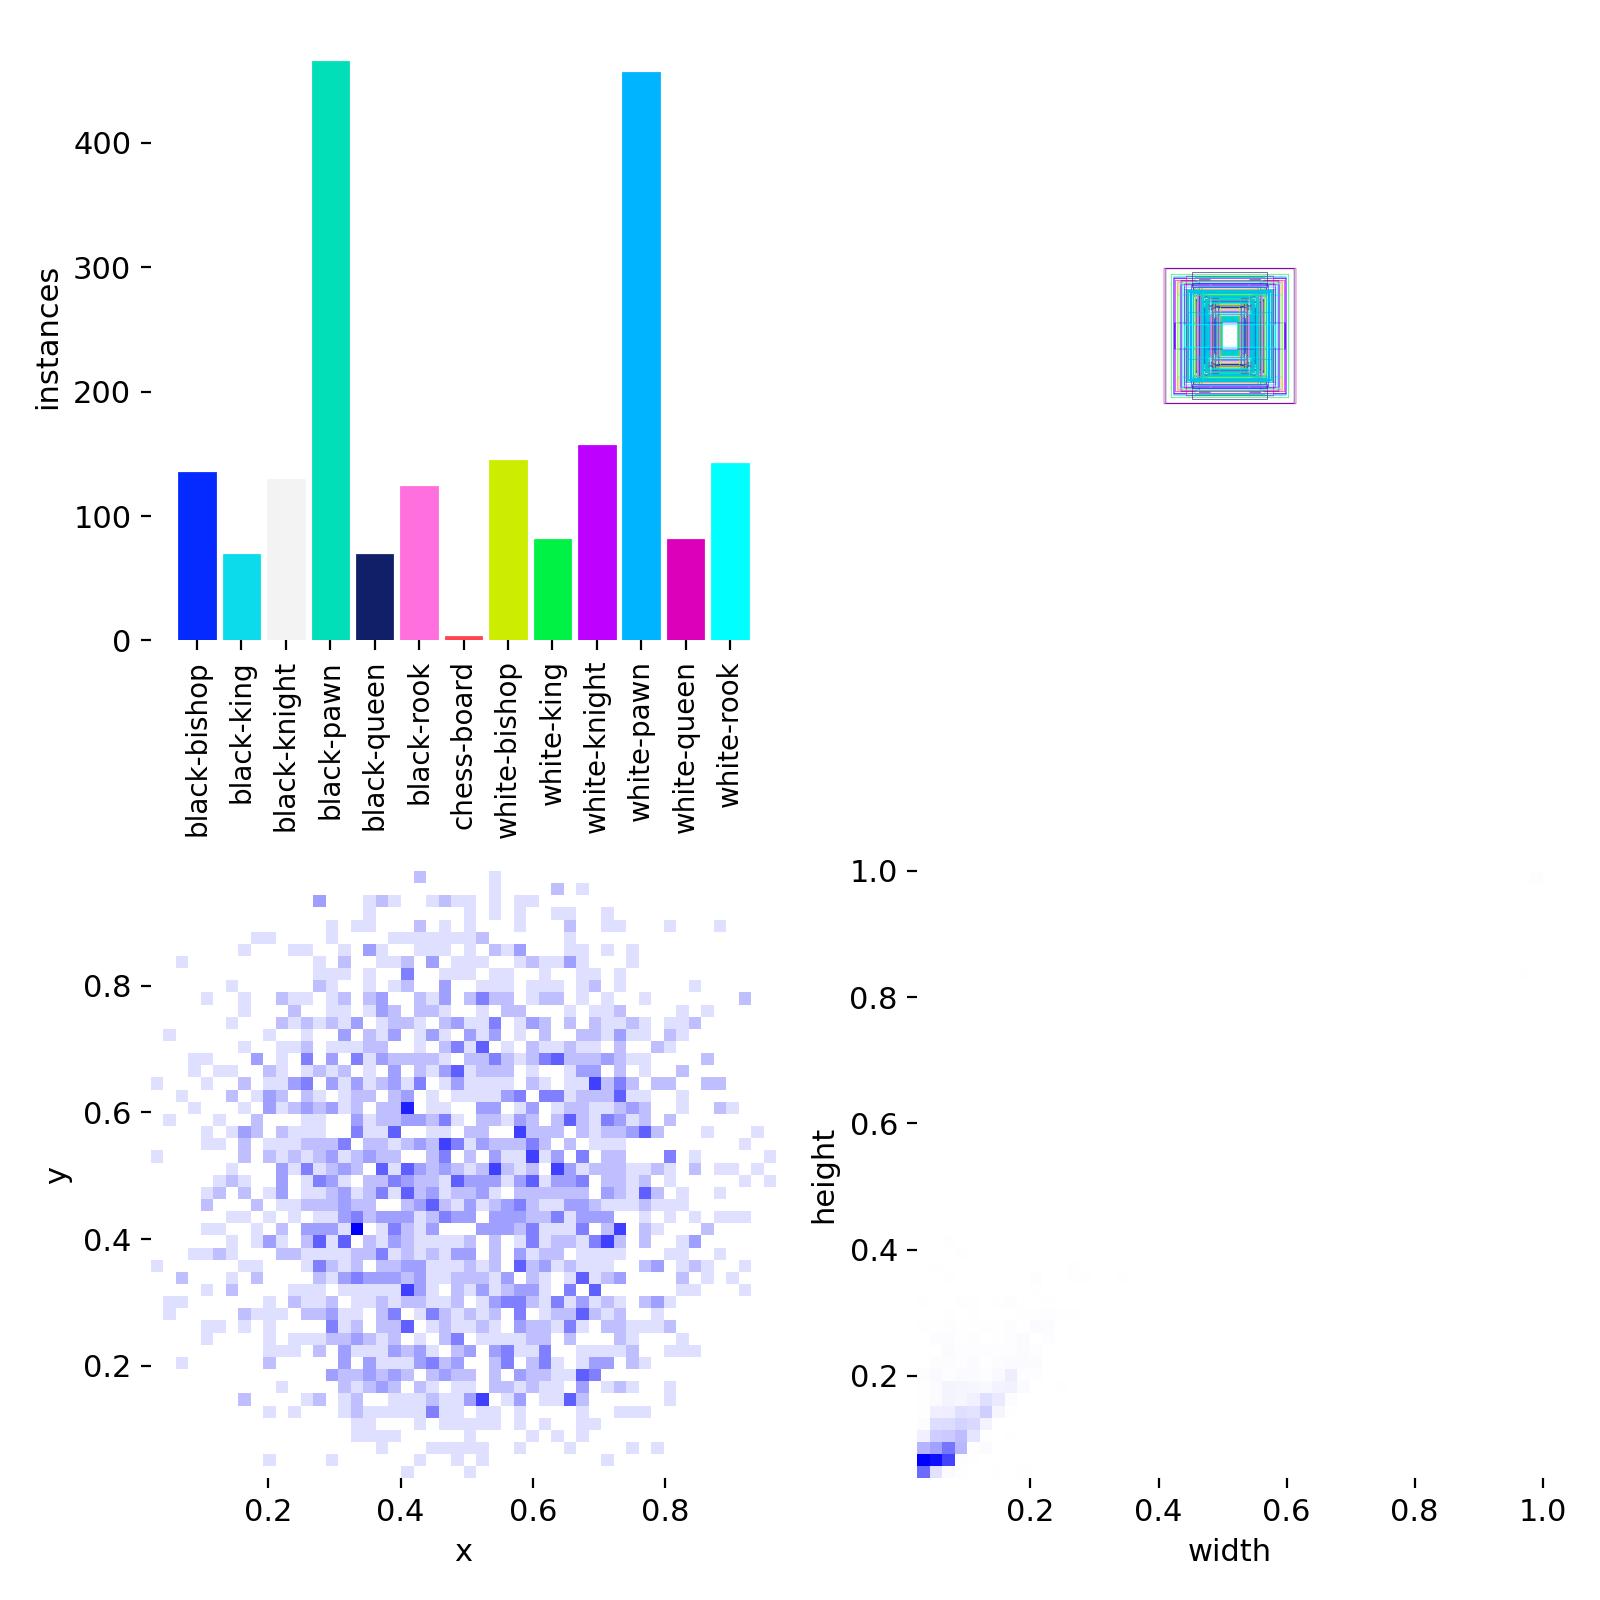 instances
400
300
200
100
0
black-bishop
black-king
black-knight
black-pawn
black-queen
black-rook
chess-board
white-bishop
white-king
white-knight
white-pawn
white-queen
white-rook
y
0.8
0.6
0.4
0.2
0.2 0.4 0.6 0.8
x
height
1.0
0.8
0.6
0.4
0.2
0.2 0.4 0.6 0.8 1.0
width